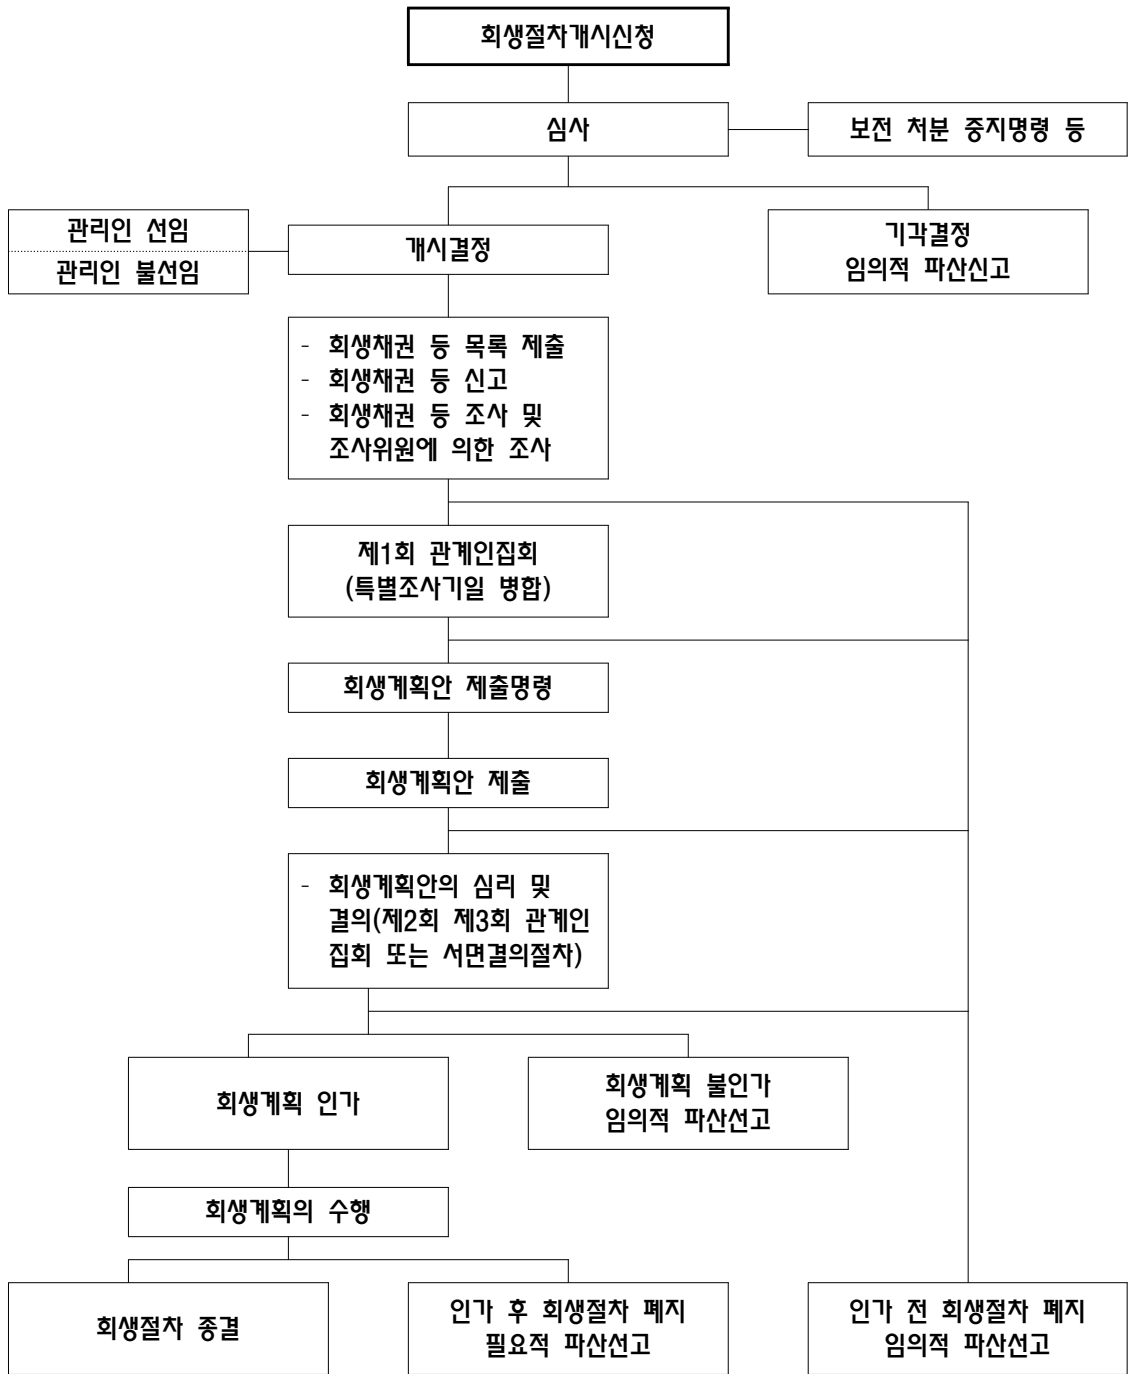 회생절차개시신청
심사
보전 처분 중지명령 등
관리인 선임
관리인 불선임
개시결정
기각결정
임의적 파산신고
- 회생채권 등 목록 제출
- 회생채권 등 신고
- 회생채권 등 조사 및
조사위원에 의한 조사
제1회 관계인집회
(특별조사기일 병합)
회생계획안 제출명령
회생계획안 제출
- 회생계획안의 심리 및
결의(제2회 제3회 관계인
집회 또는 서면결의절차)
회생계획 인가
회생계획 불인가
임의적 파산선고
회생계획의 수행
회생절차 종결
인가 후 회생절차 폐지
필요적 파산선고
인가 전 회생절차 폐지
임의적 파산선고